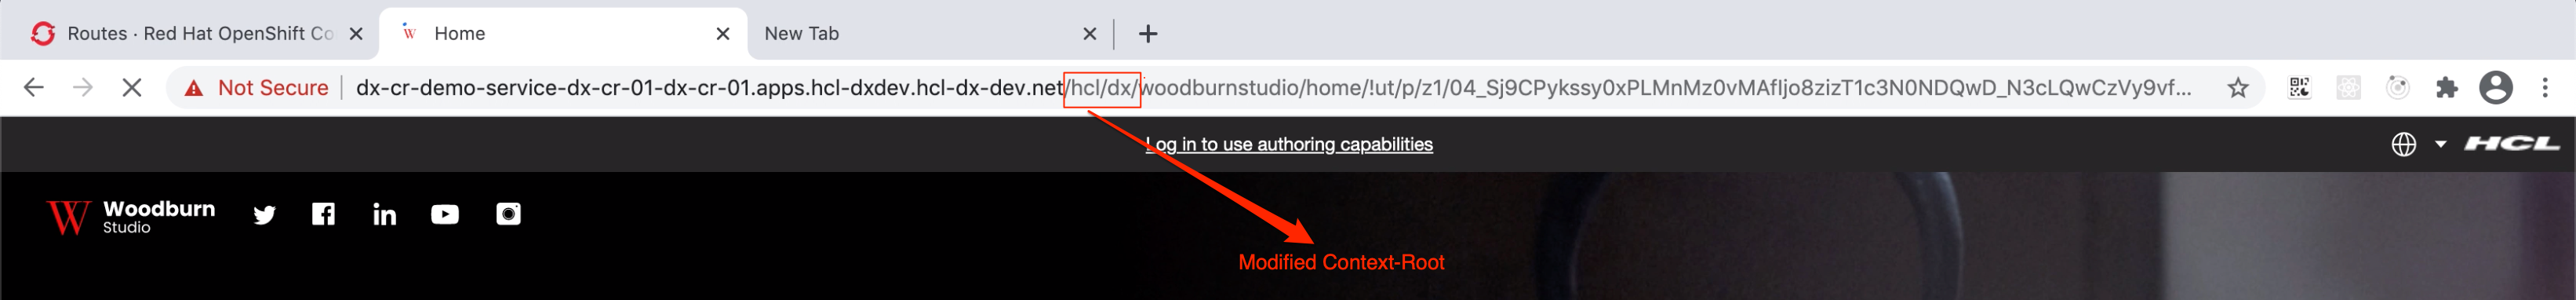 Routes · Red Hat OpenShift Co
Home
New Tab
Not Secure
dx-cr-demo-service-dx-cr-01-dx-cr-01.apps.hcl-dxdev.hcl-dx-dev.net/hcl/dx/woodburnstudio/home/!ut/p/z1/04_Sj9CPykssy0xPLMnMz0vMAfIjo8zizT1c3N0NDQwD_N3cLQwCzVy9vf...
Log in to use authoring capabilities
HCL
W Woodburn
Studio
Modified Context-Root